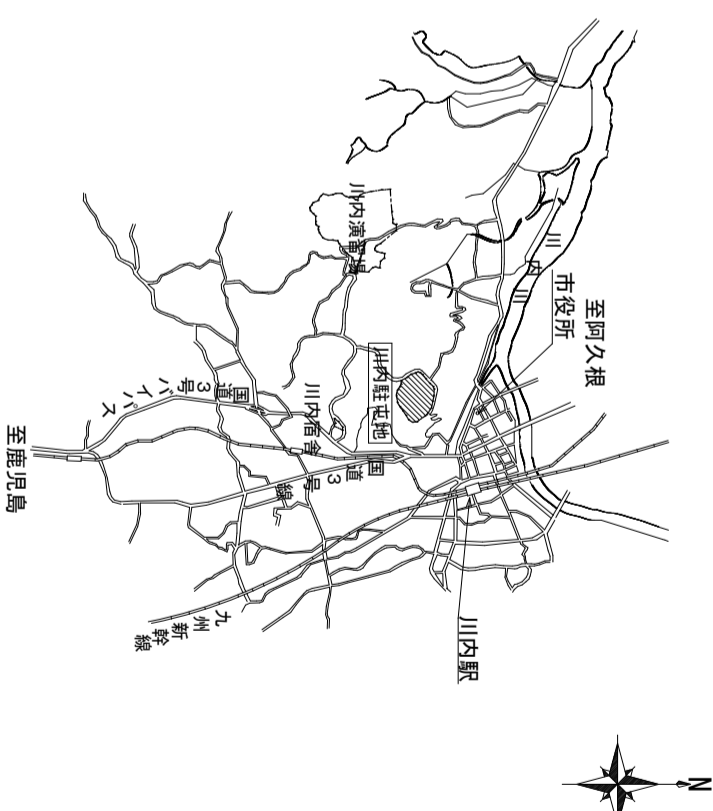 至阿久根
市役所
川内川
川内演習場
川内駐屯地
国道3号
バイパス
川内宿舎
国道3号線
川内駅
九州新幹線
至鹿児島
N